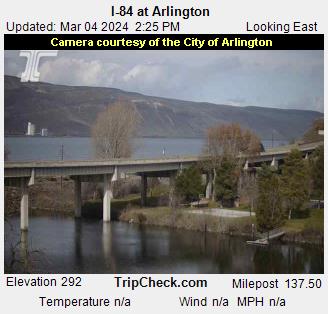 I-84 at Arlington
Updated: Mar 04 2024 2:25 PM Looking East
Camera courtesy of the City of Arlington
Elevation 292 TripCheck.com Milepost 137.50
Temperature n/a Wind n/a MPH n/a